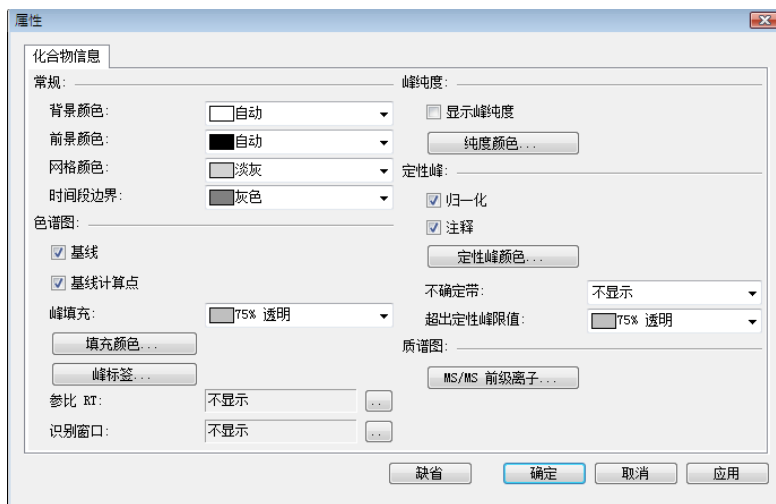 属性
化合物信息
常规:
背景颜色: 自动
前景颜色: 自动
网格颜色: 淡灰
时间段边界: 灰色
色谱图:
基线
基线计算点
峰填充: 75% 透明
填充颜色...
峰标签...
参比 RT: 不显示 ..
识别窗口: 不显示 ..
峰纯度:
显示峰纯度
纯度颜色...
定性峰:
归一化
注释
定性峰颜色...
不确定带: 不显示
超出定性峰限值: 75% 透明
质谱图:
MS/MS 前级离子...
缺省 确定 取消 应用